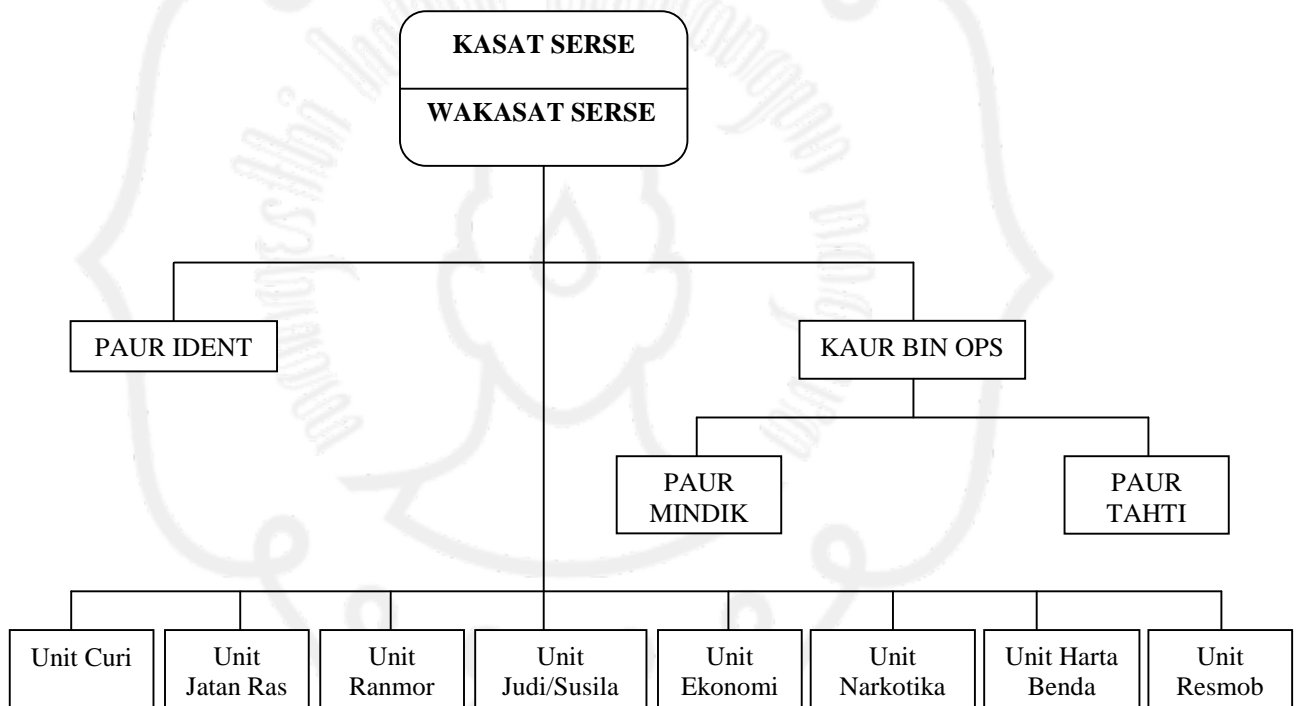 KASAT SERSE
WAKASAT SERSE
PAUR IDENT
KAUR BIN OPS
PAUR
MINDIK
PAUR
TAHTI
Unit Curi
Unit
Jatan Ras
Unit
Ranmor
Unit
Judi/Susila
Unit
Ekonomi
Unit
Narkotika
Unit Harta
Benda
Unit
Resmob